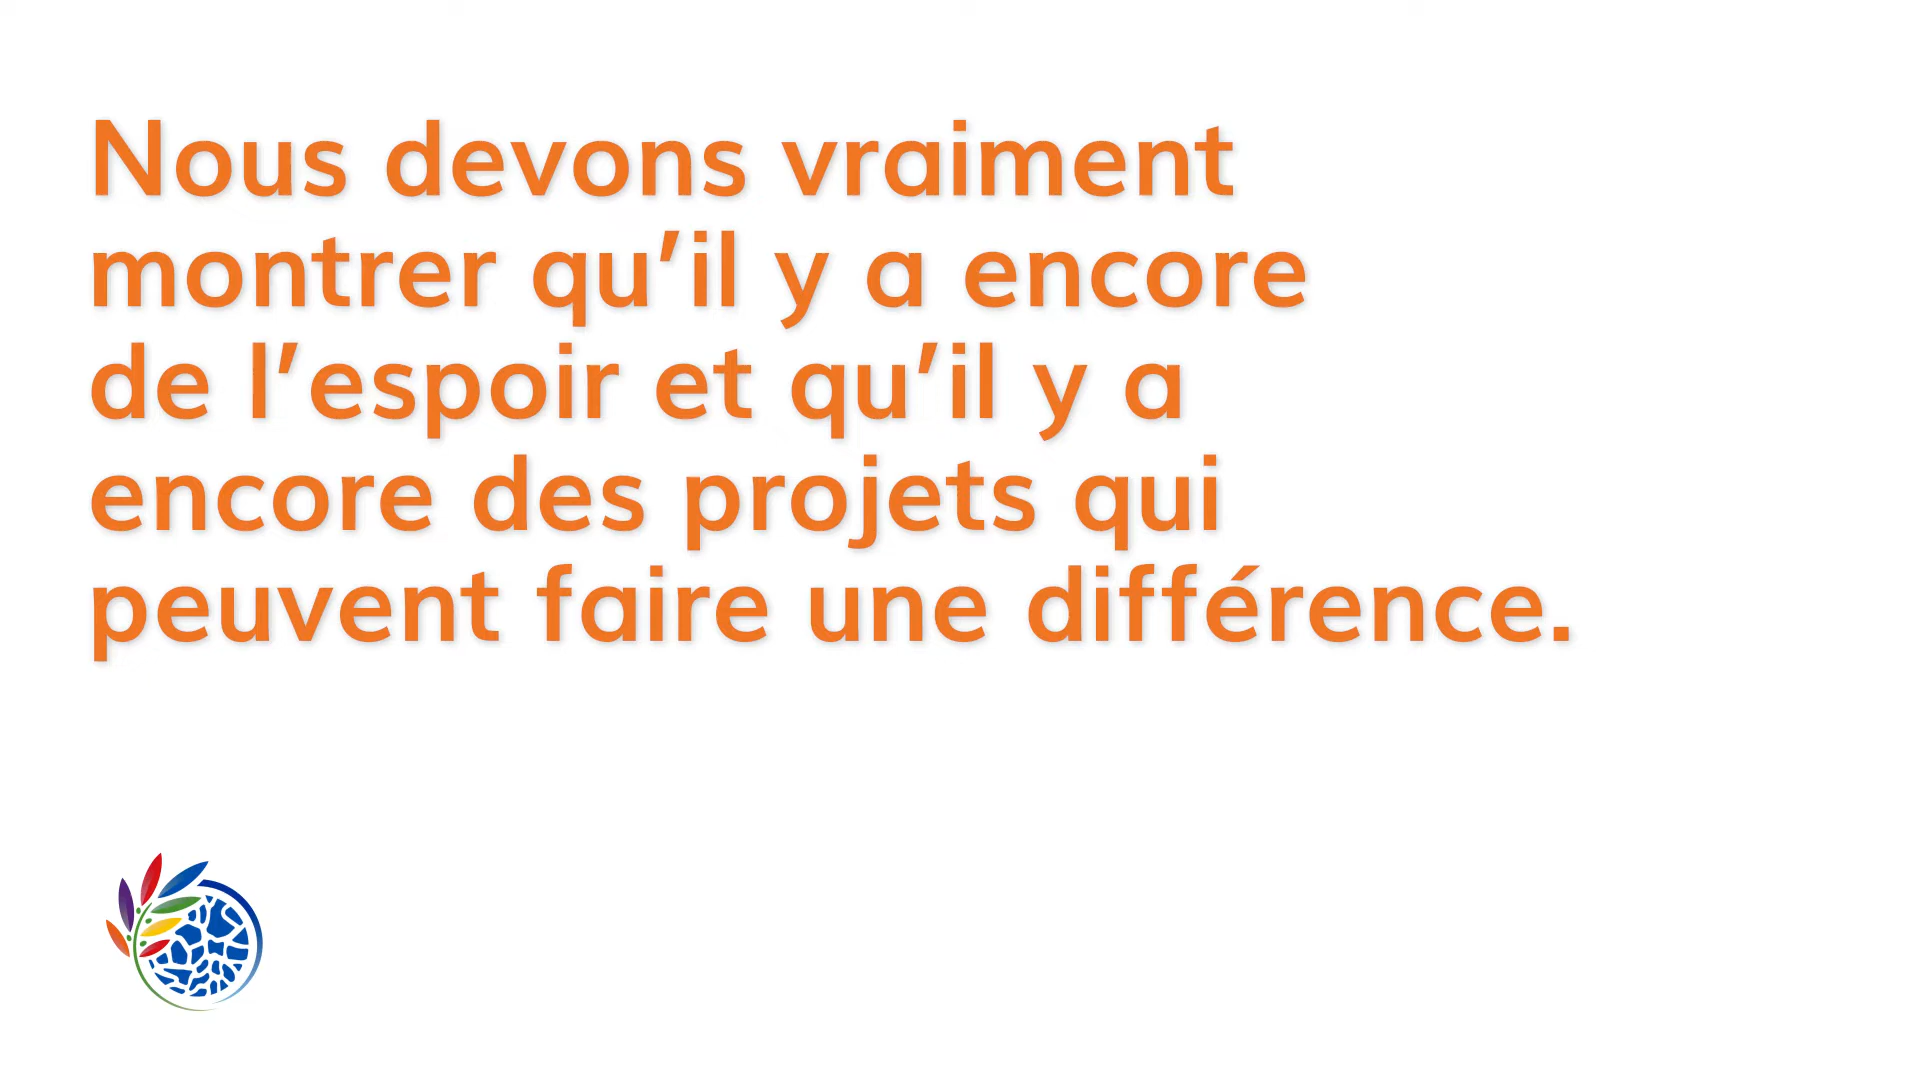 Nous devons vraiment
montrer qu’il y a encore
de l’espoir et qu’il y a
encore des projets qui
peuvent faire une différence.